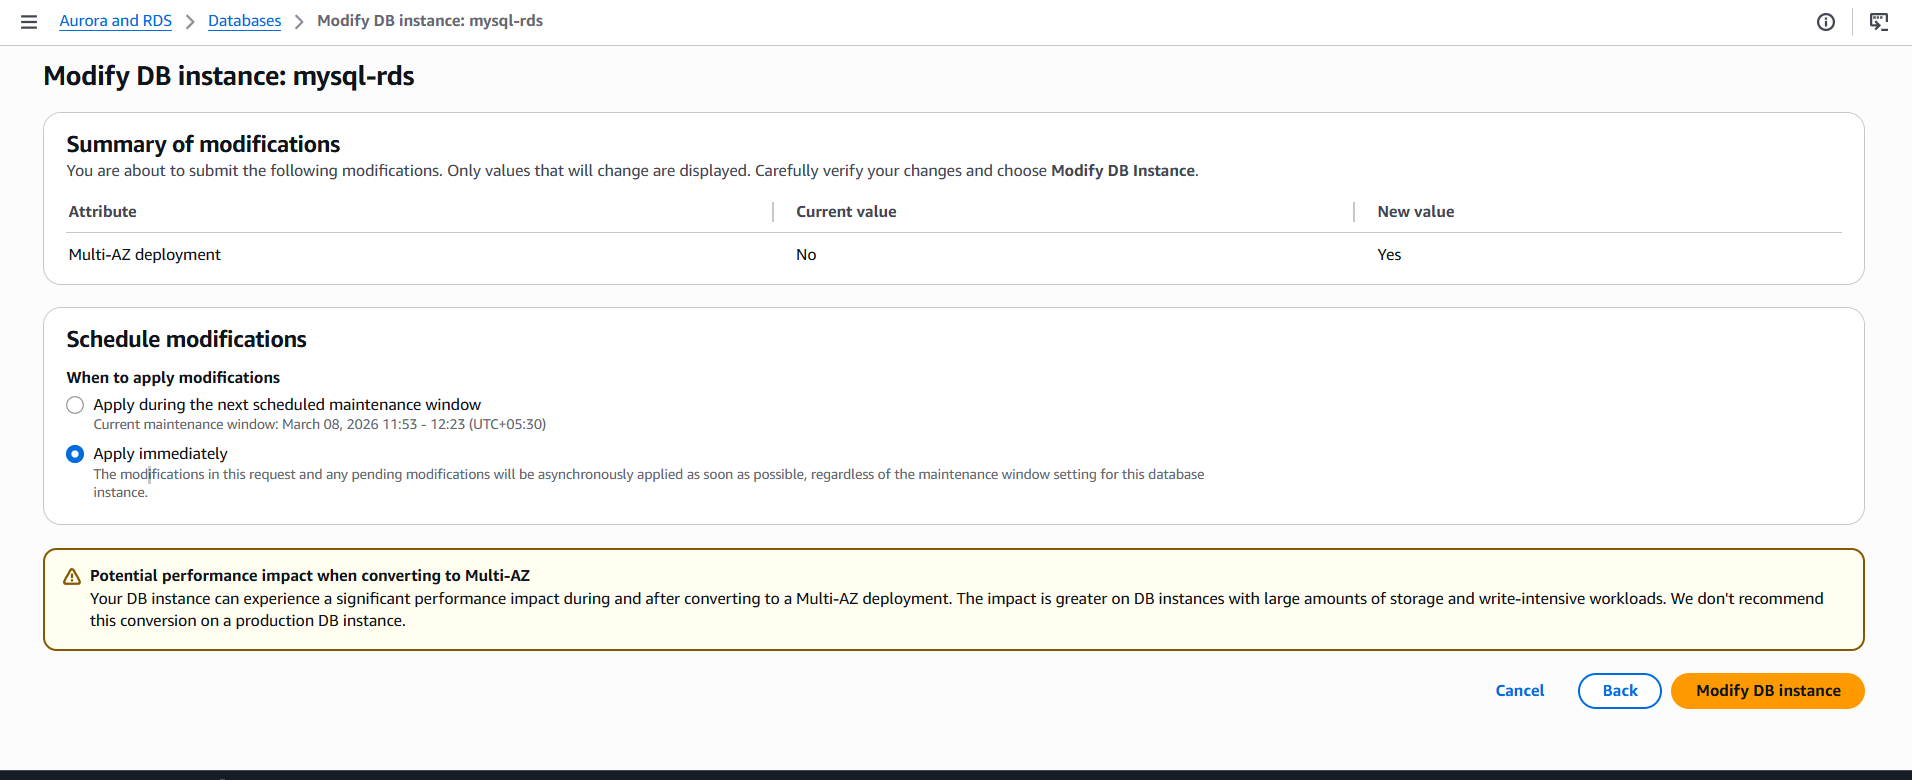 Aurora and RDS > Databases > Modify DB instance: mysql-rds
Modify DB instance: mysql-rds
Summary of modifications
You are about to submit the following modifications. Only values that will change are displayed. Carefully verify your changes and choose Modify DB Instance.
Attribute Current value New value
Multi-AZ deployment No Yes
Schedule modifications
When to apply modifications
Apply during the next scheduled maintenance window
Current maintenance window: March 08, 2026 11:53 - 12:23 (UTC+05:30)
Apply immediately
The modifications in this request and any pending modifications will be asynchronously applied as soon as possible, regardless of the maintenance window setting for this database
instance.
Potential performance impact when converting to Multi-AZ
Your DB instance can experience a significant performance impact during and after converting to a Multi-AZ deployment. The impact is greater on DB instances with large amounts of storage and write-intensive workloads. We don't recommend
this conversion on a production DB instance.
Cancel Back Modify DB instance